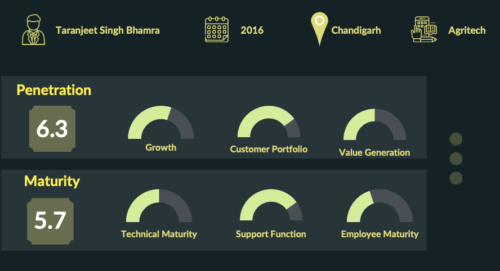 Taranjeet Singh Bhamra
2016
Chandigarh
Agritech
Penetration
6.3
Growth
Customer Portfolio
Value Generation
Maturity
5.7
Technical Maturity
Support Function
Employee Maturity